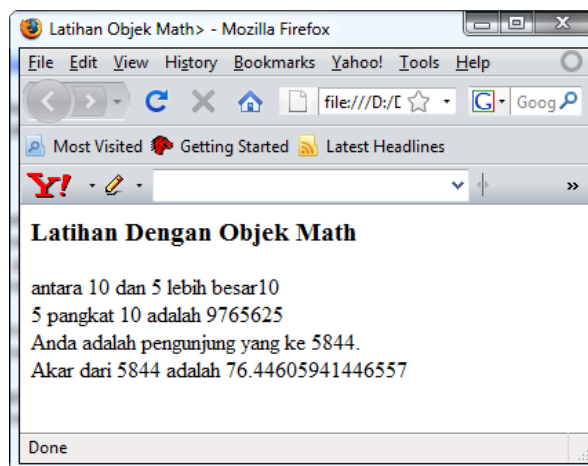 Latihan Objek Math> - Mozilla Firefox
File Edit View History Bookmarks Yahoo! Tools Help
file:///D:/E G Goog
Most Visited Getting Started Latest Headlines
Y! »
Latihan Dengan Objek Math
antara 10 dan 5 lebih besar10
5 pangkat 10 adalah 9765625
Anda adalah pengunjung yang ke 5844.
Akar dari 5844 adalah 76.44605941446557
Done